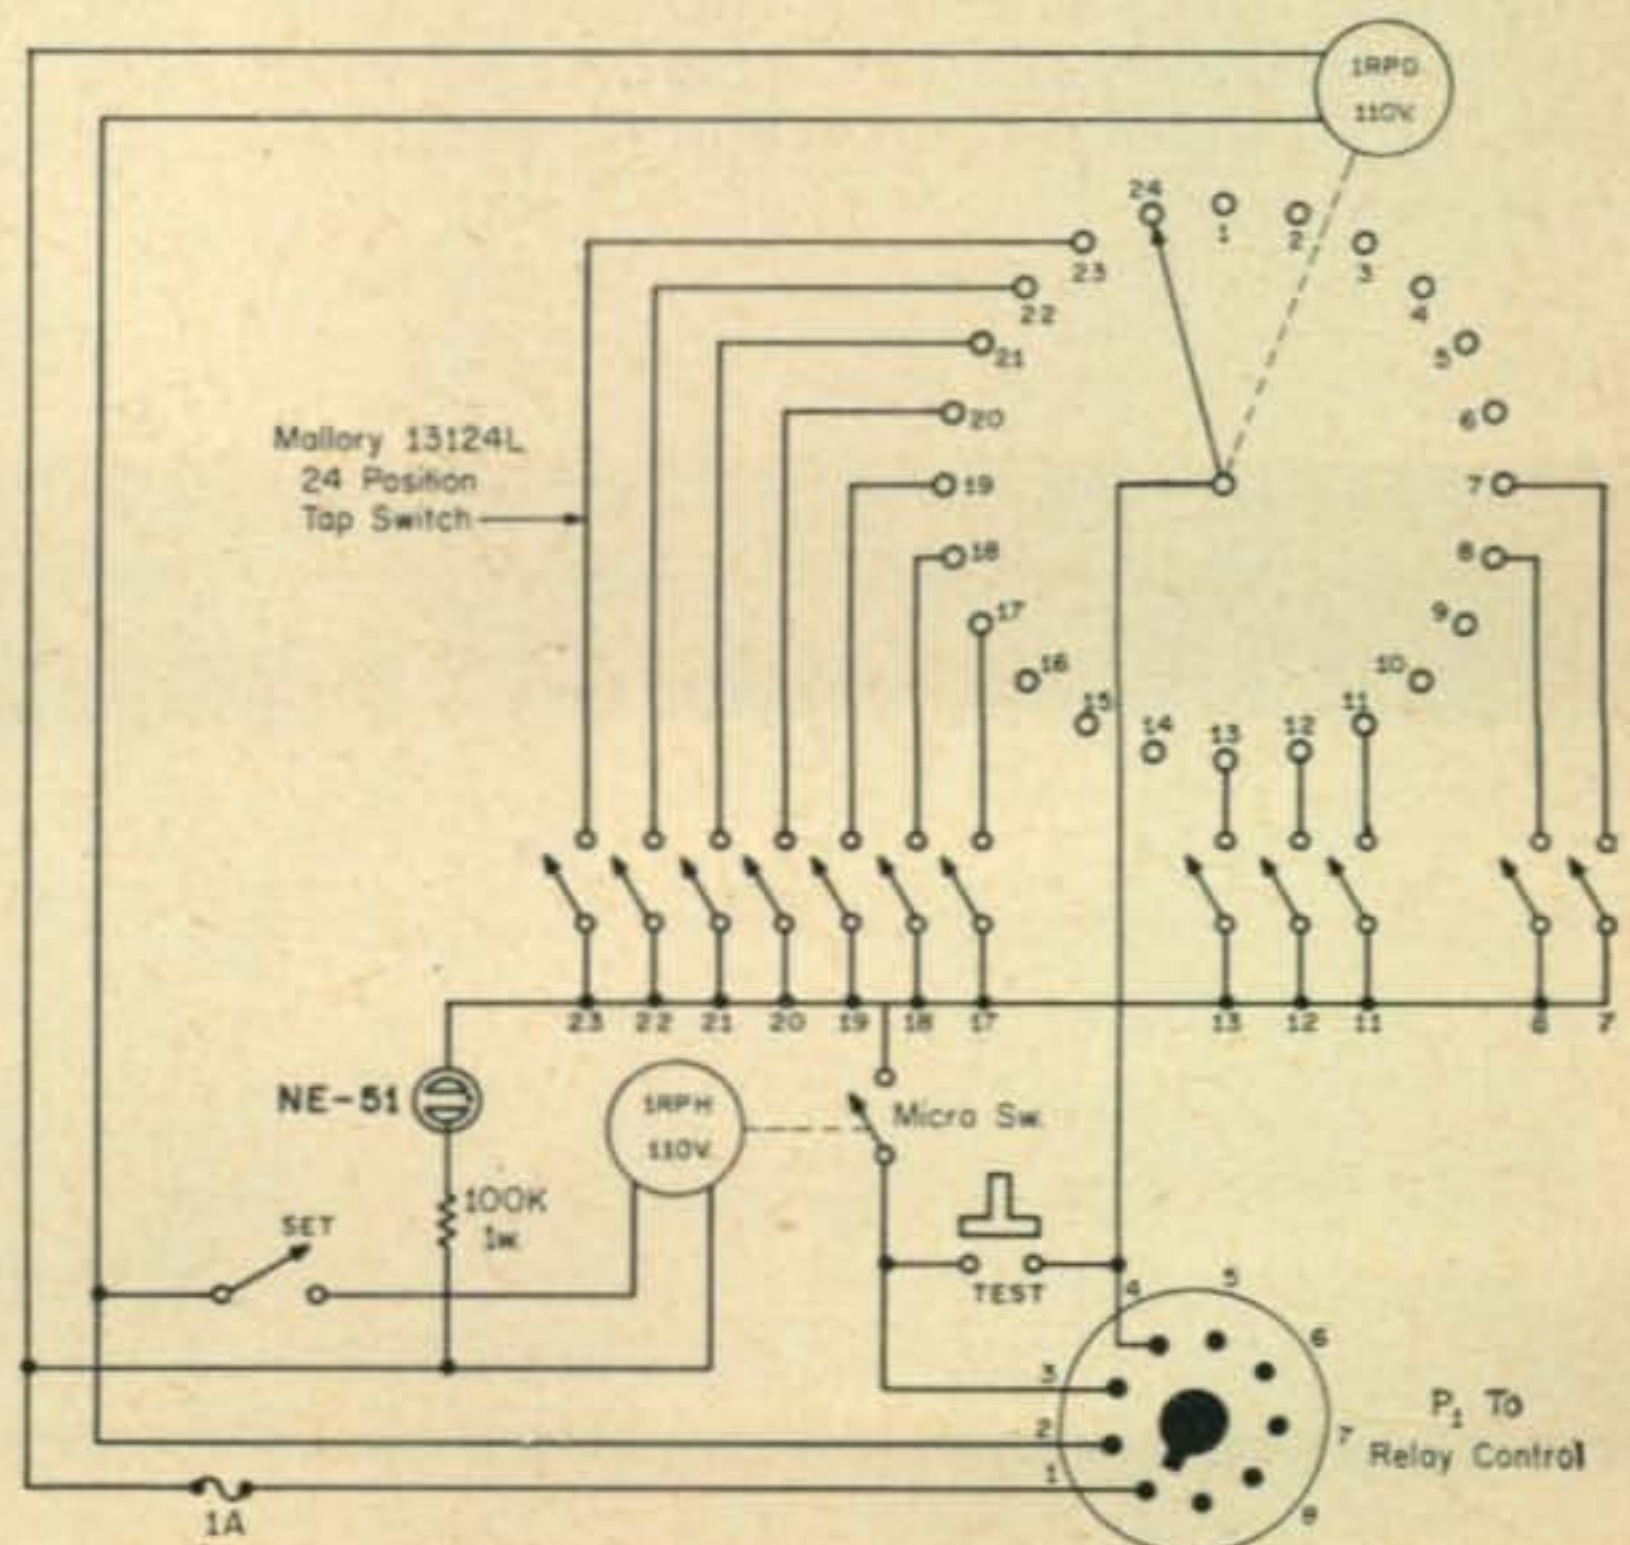 1RPD
110V.
24
1
2
3
23
4
22
5
21
6
20
Mallory 13124L
24 Position
Tap Switch
7
19
8
18
9
17
10
16
11
15
12
14
13
23 22 21 20 19 18 17 13 12 11 8 7
NE-51
1RPH
110V.
Micro Sw.
100K
1w.
SET
TEST
4
5
6
3
2
7
1
8
P1 To
Relay Control
1A